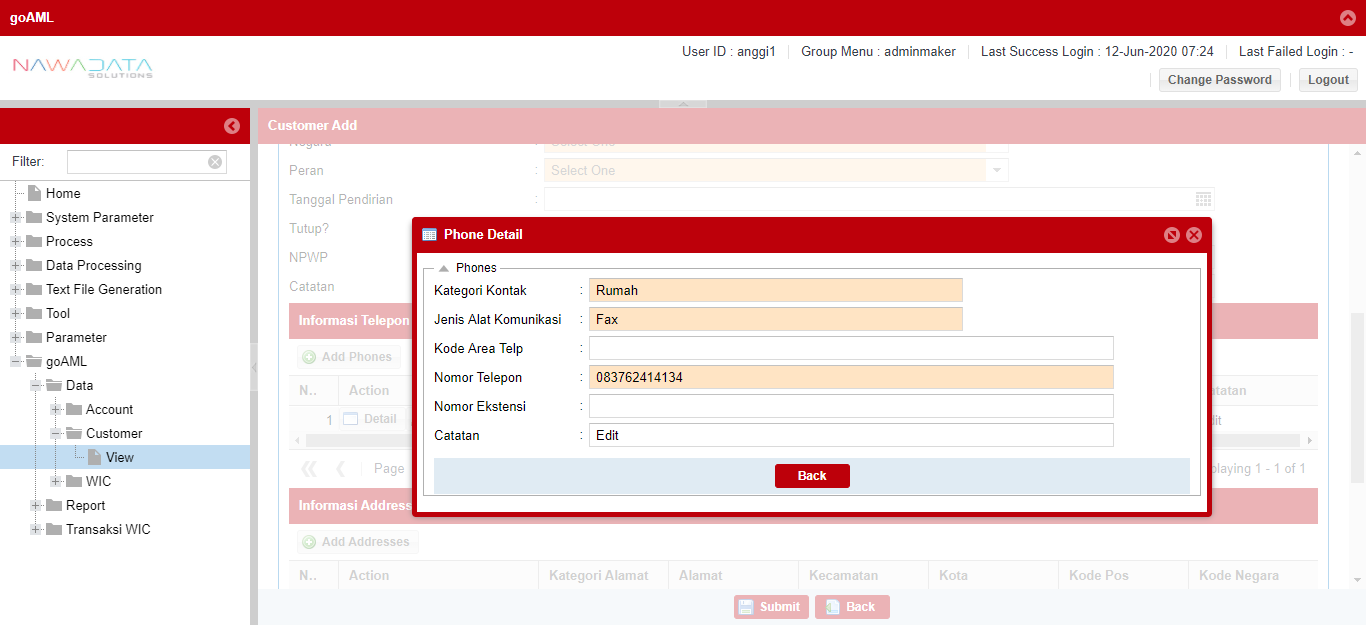 goAML
NAWADATA
SOLUTIONS
User ID : anggi1
Group Menu : adminmaker
Last Success Login : 12-Jun-2020 07:24
Last Failed Login : -
Change Password
Logout
Customer Add
Filter:
Home
System Parameter
Process
Data Processing
Text File Generation
Tool
Parameter
goAML
Data
Account
Customer
View
WIC
Report
Transaksi WIC
Negara : Select One
Peran : Select One
Tanggal Pendirian :
Tutup?
NPWP
Catatan
Informasi Telepon
Add Phones
N.. Action
1 Detail
Page
playing 1 - 1 of 1
Informasi Address
Add Addresses
N.. Action Kategori Alamat Alamat Kecamatan Kota Kode Pos Kode Negara
Submit
Back
Phone Detail
Phones
Kategori Kontak : Rumah
Jenis Alat Komunikasi : Fax
Kode Area Telp :
Nomor Telepon : 083762414134
Nomor Ekstensi :
Catatan : Edit
Back